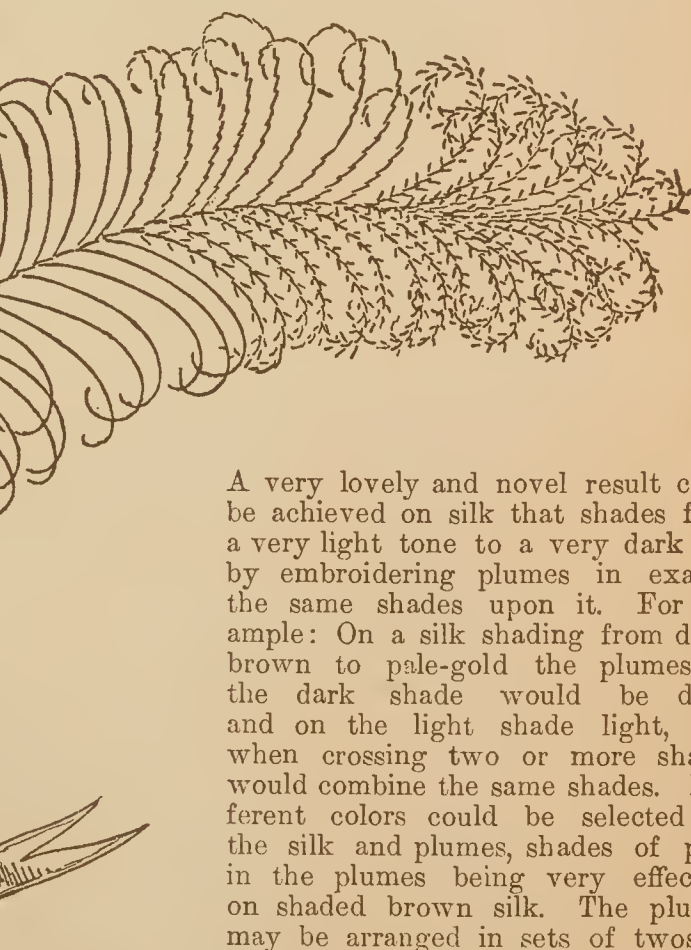 A very lovely and novel result c
be achieved on silk that shades f
a very light tone to a very dark
by embroidering plumes in exa
the same shades upon it. For
ample: On a silk shading from d
brown to pale-gold the plumes
the dark shade would be d
and on the light shade light,
when crossing two or more sha
would combine the same shades.
ferent colors could be selected
the silk and plumes, shades of p
in the plumes being very effec
on shaded brown silk. The plu
may be arranged in sets of twos